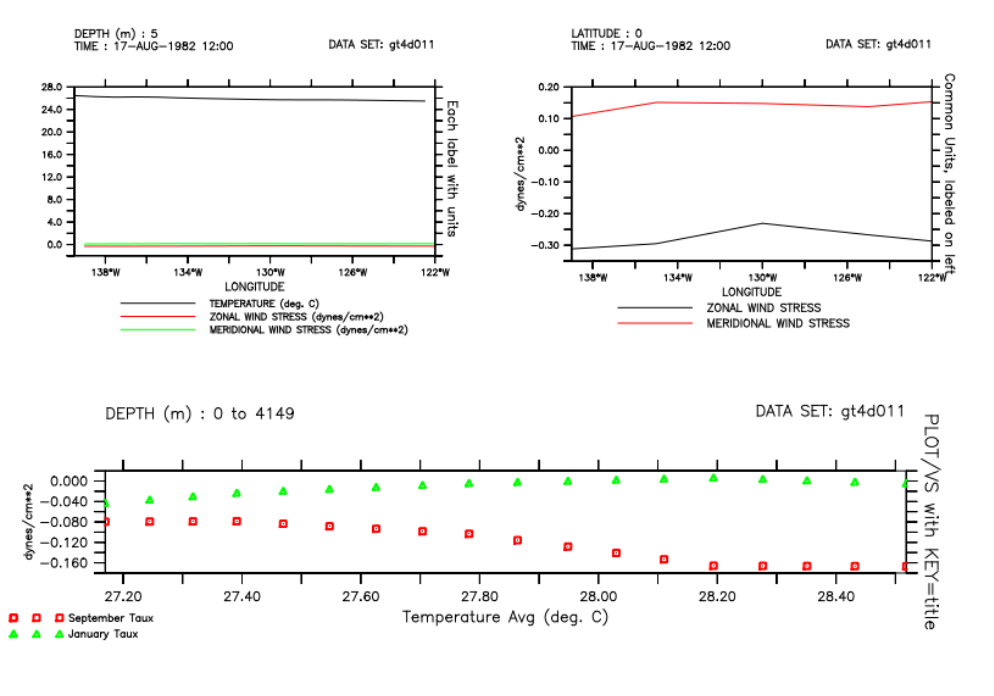 DEPTH (m) : 5
TIME : 17-AUG-1982 12:00
DATA SET: gt4d011
28.0
24.0
20.0
16.0
12.0
8.0
4.0
0.0
138°W
134°W
130°W
126°W
122°W
LONGITUDE
Each label with units
TEMPERATURE (deg. C)
ZONAL WIND STRESS (dynes/cm**2)
MERIDIONAL WIND STRESS (dynes/cm**2)
LATITUDE : 0
TIME : 17-AUG-1982 12:00
DATA SET: gt4d011
dynes/cm**2
0.20
0.10
0.00
-0.10
-0.20
-0.30
138°W
134°W
130°W
126°W
122°W
LONGITUDE
Common Units, labeled on left
ZONAL WIND STRESS
MERIDIONAL WIND STRESS
DEPTH (m) : 0 to 4149
DATA SET: gt4d011
dynes/cm**2
0.000
-0.040
-0.080
-0.120
-0.160
27.20
27.40
27.60
27.80
28.00
28.20
28.40
Temperature Avg (deg. C)
PLOT/VS with KEY=title
September Taux
January Taux